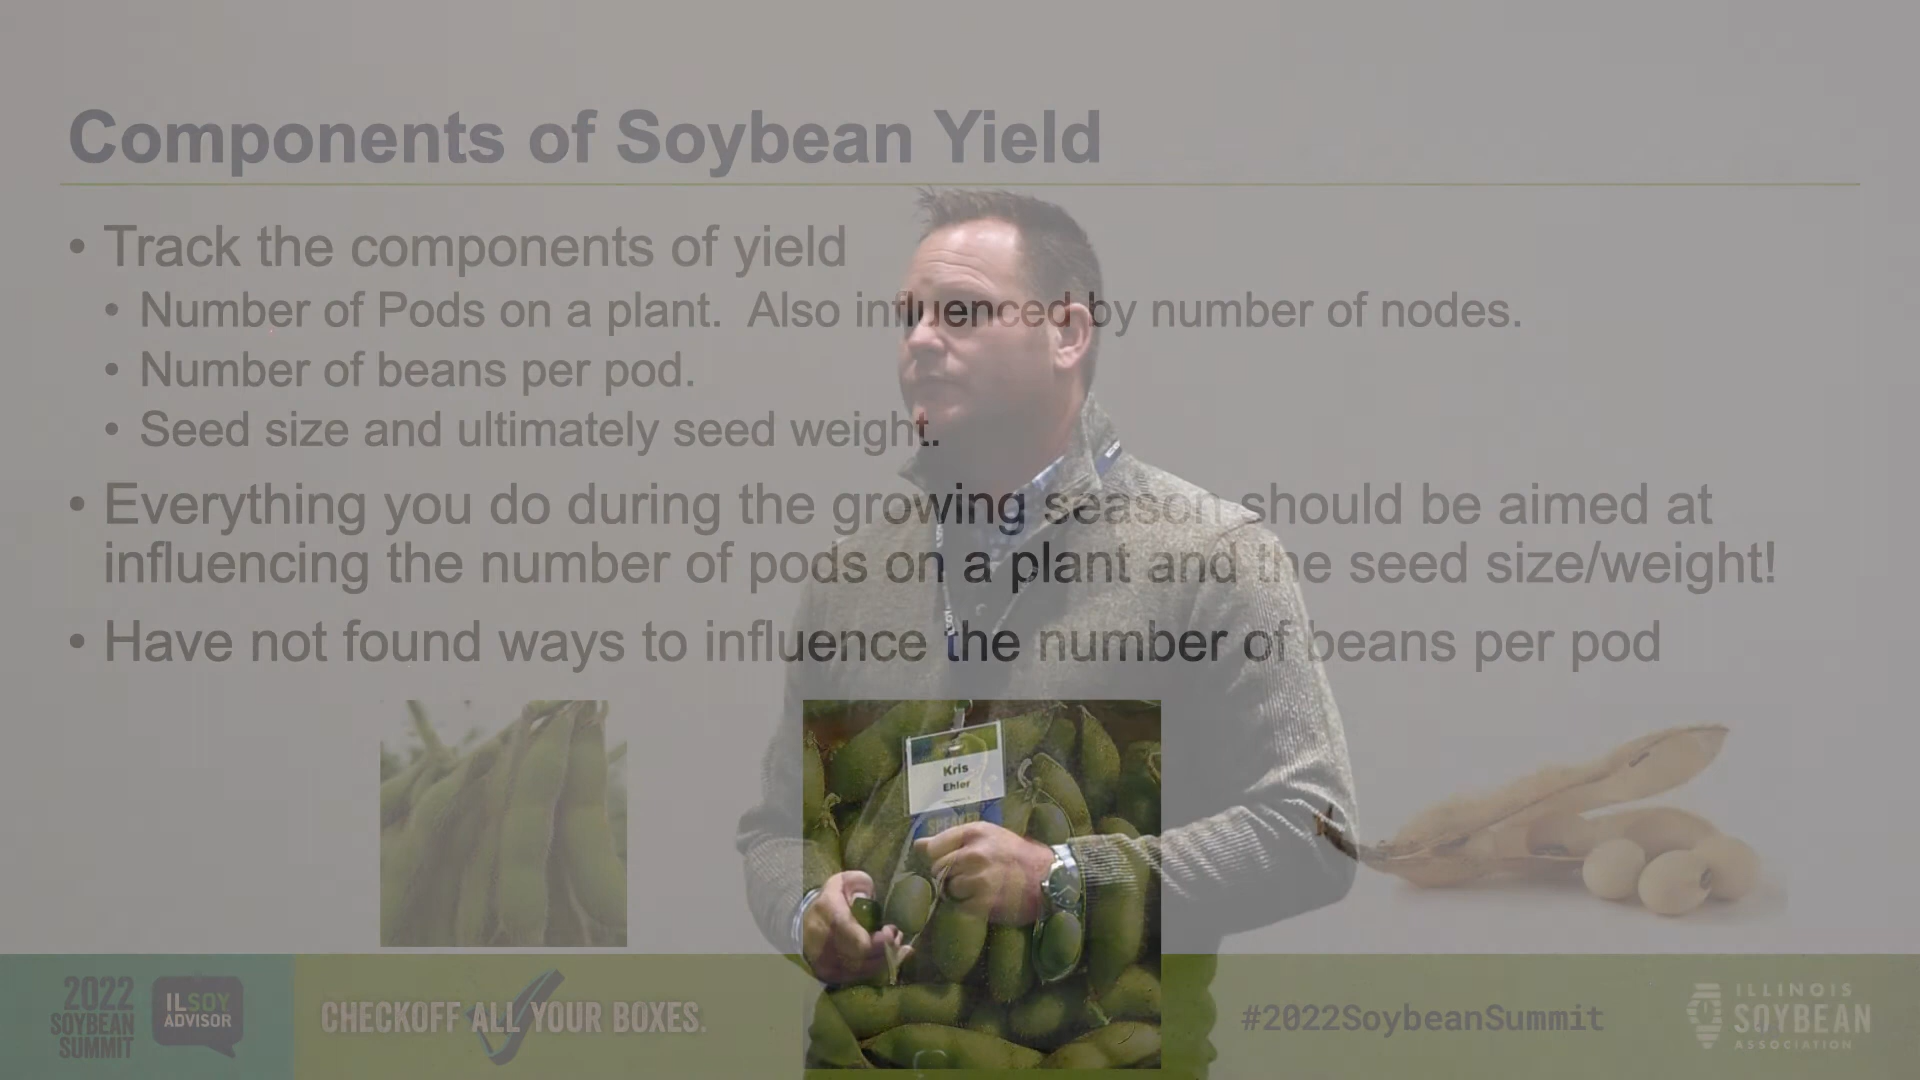 Components of Soybean Yield
• Track the components of yield
• Number of Pods on a plant.  Also influenced by number of nodes.
• Number of beans per pod.
• Seed size and ultimately seed weight.
• Everything you do during the growing season should be aimed at
influencing the number of pods on a plant and the seed size/weight!
• Have not found ways to influence the number of beans per pod
Kris
Ehler
SPEAKER
2022
SOYBEAN
SUMMIT
ILSOY
ADVISOR
CHECKOFF ALL YOUR BOXES.
#2022SoybeanSummit
ILLINOIS
SOYBEAN
ASSOCIATION